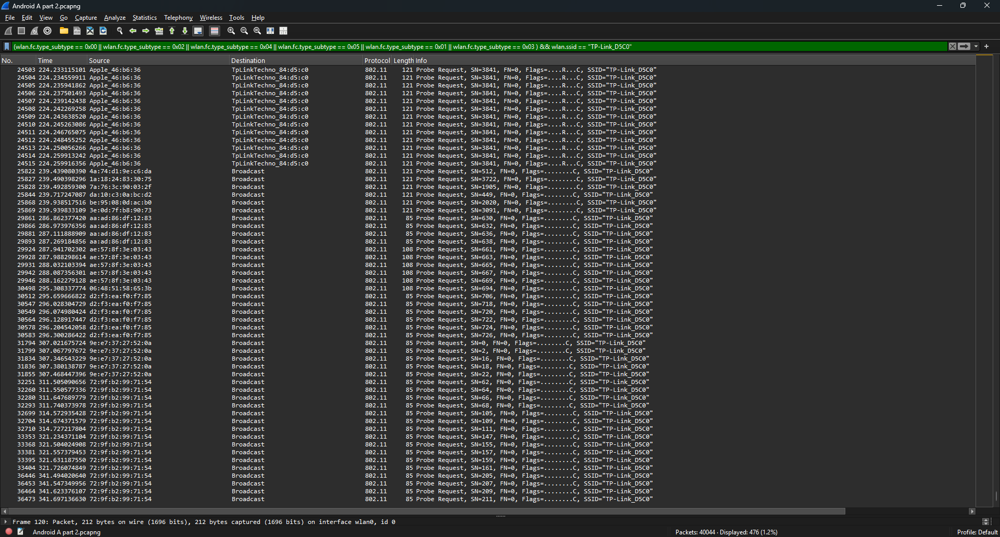 Android A part 2.pcapng
File Edit View Go Capture Analyze Statistics Telephony Wireless Tools Help
(wlan.fc.type_subtype == 0x00 || wlan.fc.type_subtype == 0x02 || wlan.fc.type_subtype == 0x04 || wlan.fc.type_subtype == 0x05 || wlan.fc.type_subtype == 0x01 || wlan.fc.type_subtype == 0x03 ) && wlan.ssid == "TP-Link_D5C0"
No. Time Source Destination Protocol Length Info
24503 224.233115101 Apple_46:b6:36 TpLinkTechno_84:d5:c0 802.11 121 Probe Request, SN=3841, FN=0, Flags=....R...C, SSID="TP-Link_D5C0"
24504 224.234559911 Apple_46:b6:36 TpLinkTechno_84:d5:c0 802.11 121 Probe Request, SN=3841, FN=0, Flags=....R...C, SSID="TP-Link_D5C0"
24505 224.235941862 Apple_46:b6:36 TpLinkTechno_84:d5:c0 802.11 121 Probe Request, SN=3841, FN=0, Flags=....R...C, SSID="TP-Link_D5C0"
24506 224.237501493 Apple_46:b6:36 TpLinkTechno_84:d5:c0 802.11 121 Probe Request, SN=3841, FN=0, Flags=....R...C, SSID="TP-Link_D5C0"
24507 224.239142438 Apple_46:b6:36 TpLinkTechno_84:d5:c0 802.11 121 Probe Request, SN=3841, FN=0, Flags=....R...C, SSID="TP-Link_D5C0"
24508 224.242269258 Apple_46:b6:36 TpLinkTechno_84:d5:c0 802.11 121 Probe Request, SN=3841, FN=0, Flags=....R...C, SSID="TP-Link_D5C0"
24509 224.243638520 Apple_46:b6:36 TpLinkTechno_84:d5:c0 802.11 121 Probe Request, SN=3841, FN=0, Flags=....R...C, SSID="TP-Link_D5C0"
24510 224.245263086 Apple_46:b6:36 TpLinkTechno_84:d5:c0 802.11 121 Probe Request, SN=3841, FN=0, Flags=....R...C, SSID="TP-Link_D5C0"
24511 224.246765075 Apple_46:b6:36 TpLinkTechno_84:d5:c0 802.11 121 Probe Request, SN=3841, FN=0, Flags=....R...C, SSID="TP-Link_D5C0"
24512 224.248455252 Apple_46:b6:36 TpLinkTechno_84:d5:c0 802.11 121 Probe Request, SN=3841, FN=0, Flags=....R...C, SSID="TP-Link_D5C0"
24513 224.250056266 Apple_46:b6:36 TpLinkTechno_84:d5:c0 802.11 121 Probe Request, SN=3841, FN=0, Flags=....R...C, SSID="TP-Link_D5C0"
24514 224.259913242 Apple_46:b6:36 TpLinkTechno_84:d5:c0 802.11 121 Probe Request, SN=3841, FN=0, Flags=....R...C, SSID="TP-Link_D5C0"
24515 224.259916356 Apple_46:b6:36 TpLinkTechno_84:d5:c0 802.11 121 Probe Request, SN=3841, FN=0, Flags=....R...C, SSID="TP-Link_D5C0"
25822 239.439080390 4a:74:d1:9e:c6:da Broadcast 802.11 121 Probe Request, SN=512, FN=0, Flags=........C, SSID="TP-Link_D5C0"
25827 239.490398296 1a:18:24:83:30:75 Broadcast 802.11 121 Probe Request, SN=3722, FN=0, Flags=........C, SSID="TP-Link_D5C0"
25828 239.492859300 7a:76:3c:90:03:2f Broadcast 802.11 121 Probe Request, SN=1905, FN=0, Flags=........C, SSID="TP-Link_D5C0"
25844 239.717247087 da:10:c3:0a:bc:d2 Broadcast 802.11 121 Probe Request, SN=449, FN=0, Flags=........C, SSID="TP-Link_D5C0"
25868 239.938517516 be:95:08:0d:ac:b0 Broadcast 802.11 121 Probe Request, SN=2020, FN=0, Flags=........C, SSID="TP-Link_D5C0"
25869 239.939833109 3e:0d:7f:b8:90:73 Broadcast 802.11 121 Probe Request, SN=3091, FN=0, Flags=........C, SSID="TP-Link_D5C0"
29861 286.862377420 aa:ad:86:df:12:83 Broadcast 802.11 85 Probe Request, SN=630, FN=0, Flags=........C, SSID="TP-Link_D5C0"
29866 286.973976356 aa:ad:86:df:12:83 Broadcast 802.11 85 Probe Request, SN=632, FN=0, Flags=........C, SSID="TP-Link_D5C0"
29881 287.111888909 aa:ad:86:df:12:83 Broadcast 802.11 85 Probe Request, SN=636, FN=0, Flags=........C, SSID="TP-Link_D5C0"
29893 287.269184856 aa:ad:86:df:12:83 Broadcast 802.11 85 Probe Request, SN=638, FN=0, Flags=........C, SSID="TP-Link_D5C0"
29924 287.941702302 ae:57:8f:3e:03:43 Broadcast 802.11 108 Probe Request, SN=661, FN=0, Flags=........C, SSID="TP-Link_D5C0"
29928 287.988298614 ae:57:8f:3e:03:43 Broadcast 802.11 108 Probe Request, SN=663, FN=0, Flags=........C, SSID="TP-Link_D5C0"
29931 288.032103394 ae:57:8f:3e:03:43 Broadcast 802.11 108 Probe Request, SN=665, FN=0, Flags=........C, SSID="TP-Link_D5C0"
29942 288.087356301 ae:57:8f:3e:03:43 Broadcast 802.11 108 Probe Request, SN=667, FN=0, Flags=........C, SSID="TP-Link_D5C0"
29946 288.162279128 ae:57:8f:3e:03:43 Broadcast 802.11 108 Probe Request, SN=669, FN=0, Flags=........C, SSID="TP-Link_D5C0"
30498 295.308337774 06:48:51:58:65:3b Broadcast 802.11 108 Probe Request, SN=694, FN=0, Flags=........C, SSID="TP-Link_D5C0"
30512 295.659666822 d2:f3:ea:f0:f7:85 Broadcast 802.11 85 Probe Request, SN=706, FN=0, Flags=........C, SSID="TP-Link_D5C0"
30547 296.028304729 d2:f3:ea:f0:f7:85 Broadcast 802.11 85 Probe Request, SN=718, FN=0, Flags=........C, SSID="TP-Link_D5C0"
30549 296.074980424 d2:f3:ea:f0:f7:85 Broadcast 802.11 85 Probe Request, SN=720, FN=0, Flags=........C, SSID="TP-Link_D5C0"
30564 296.128917447 d2:f3:ea:f0:f7:85 Broadcast 802.11 85 Probe Request, SN=722, FN=0, Flags=........C, SSID="TP-Link_D5C0"
30578 296.204542058 d2:f3:ea:f0:f7:85 Broadcast 802.11 85 Probe Request, SN=724, FN=0, Flags=........C, SSID="TP-Link_D5C0"
30583 296.300286422 d2:f3:ea:f0:f7:85 Broadcast 802.11 85 Probe Request, SN=726, FN=0, Flags=........C, SSID="TP-Link_D5C0"
31794 307.021675724 9e:e7:37:27:52:0a Broadcast 802.11 85 Probe Request, SN=0, FN=0, Flags=........C, SSID="TP-Link_D5C0"
31799 307.067797672 9e:e7:37:27:52:0a Broadcast 802.11 85 Probe Request, SN=2, FN=0, Flags=........C, SSID="TP-Link_D5C0"
31834 307.346543229 9e:e7:37:27:52:0a Broadcast 802.11 85 Probe Request, SN=16, FN=0, Flags=........C, SSID="TP-Link_D5C0"
31836 307.380138787 9e:e7:37:27:52:0a Broadcast 802.11 85 Probe Request, SN=18, FN=0, Flags=........C, SSID="TP-Link_D5C0"
31855 307.468447396 9e:e7:37:27:52:0a Broadcast 802.11 85 Probe Request, SN=22, FN=0, Flags=........C, SSID="TP-Link_D5C0"
32251 311.505090656 72:9f:b2:99:71:54 Broadcast 802.11 85 Probe Request, SN=62, FN=0, Flags=........C, SSID="TP-Link_D5C0"
32260 311.550577336 72:9f:b2:99:71:54 Broadcast 802.11 85 Probe Request, SN=64, FN=0, Flags=........C, SSID="TP-Link_D5C0"
32280 311.647689779 72:9f:b2:99:71:54 Broadcast 802.11 85 Probe Request, SN=66, FN=0, Flags=........C, SSID="TP-Link_D5C0"
32293 311.740373978 72:9f:b2:99:71:54 Broadcast 802.11 85 Probe Request, SN=68, FN=0, Flags=........C, SSID="TP-Link_D5C0"
32699 314.572935428 72:9f:b2:99:71:54 Broadcast 802.11 85 Probe Request, SN=105, FN=0, Flags=........C, SSID="TP-Link_D5C0"
32704 314.674371579 72:9f:b2:99:71:54 Broadcast 802.11 85 Probe Request, SN=109, FN=0, Flags=........C, SSID="TP-Link_D5C0"
32710 314.727217804 72:9f:b2:99:71:54 Broadcast 802.11 85 Probe Request, SN=111, FN=0, Flags=........C, SSID="TP-Link_D5C0"
33353 321.234371104 72:9f:b2:99:71:54 Broadcast 802.11 85 Probe Request, SN=147, FN=0, Flags=........C, SSID="TP-Link_D5C0"
33368 321.504024908 72:9f:b2:99:71:54 Broadcast 802.11 85 Probe Request, SN=155, FN=0, Flags=........C, SSID="TP-Link_D5C0"
33381 321.557379453 72:9f:b2:99:71:54 Broadcast 802.11 85 Probe Request, SN=157, FN=0, Flags=........C, SSID="TP-Link_D5C0"
33395 321.631187550 72:9f:b2:99:71:54 Broadcast 802.11 85 Probe Request, SN=159, FN=0, Flags=........C, SSID="TP-Link_D5C0"
33404 321.726074849 72:9f:b2:99:71:54 Broadcast 802.11 85 Probe Request, SN=161, FN=0, Flags=........C, SSID="TP-Link_D5C0"
36446 341.494020640 72:9f:b2:99:71:54 Broadcast 802.11 85 Probe Request, SN=205, FN=0, Flags=........C, SSID="TP-Link_D5C0"
36453 341.547349956 72:9f:b2:99:71:54 Broadcast 802.11 85 Probe Request, SN=207, FN=0, Flags=........C, SSID="TP-Link_D5C0"
36464 341.623376107 72:9f:b2:99:71:54 Broadcast 802.11 85 Probe Request, SN=209, FN=0, Flags=........C, SSID="TP-Link_D5C0"
36473 341.697136630 72:9f:b2:99:71:54 Broadcast 802.11 85 Probe Request, SN=211, FN=0, Flags=........C, SSID="TP-Link_D5C0"
Frame 120: Packet, 212 bytes on wire (1696 bits), 212 bytes captured (1696 bits) on interface wlan0, id 0
Android A part 2.pcapng Packets: 40044 · Displayed: 476 (1.2%) Profile: Default